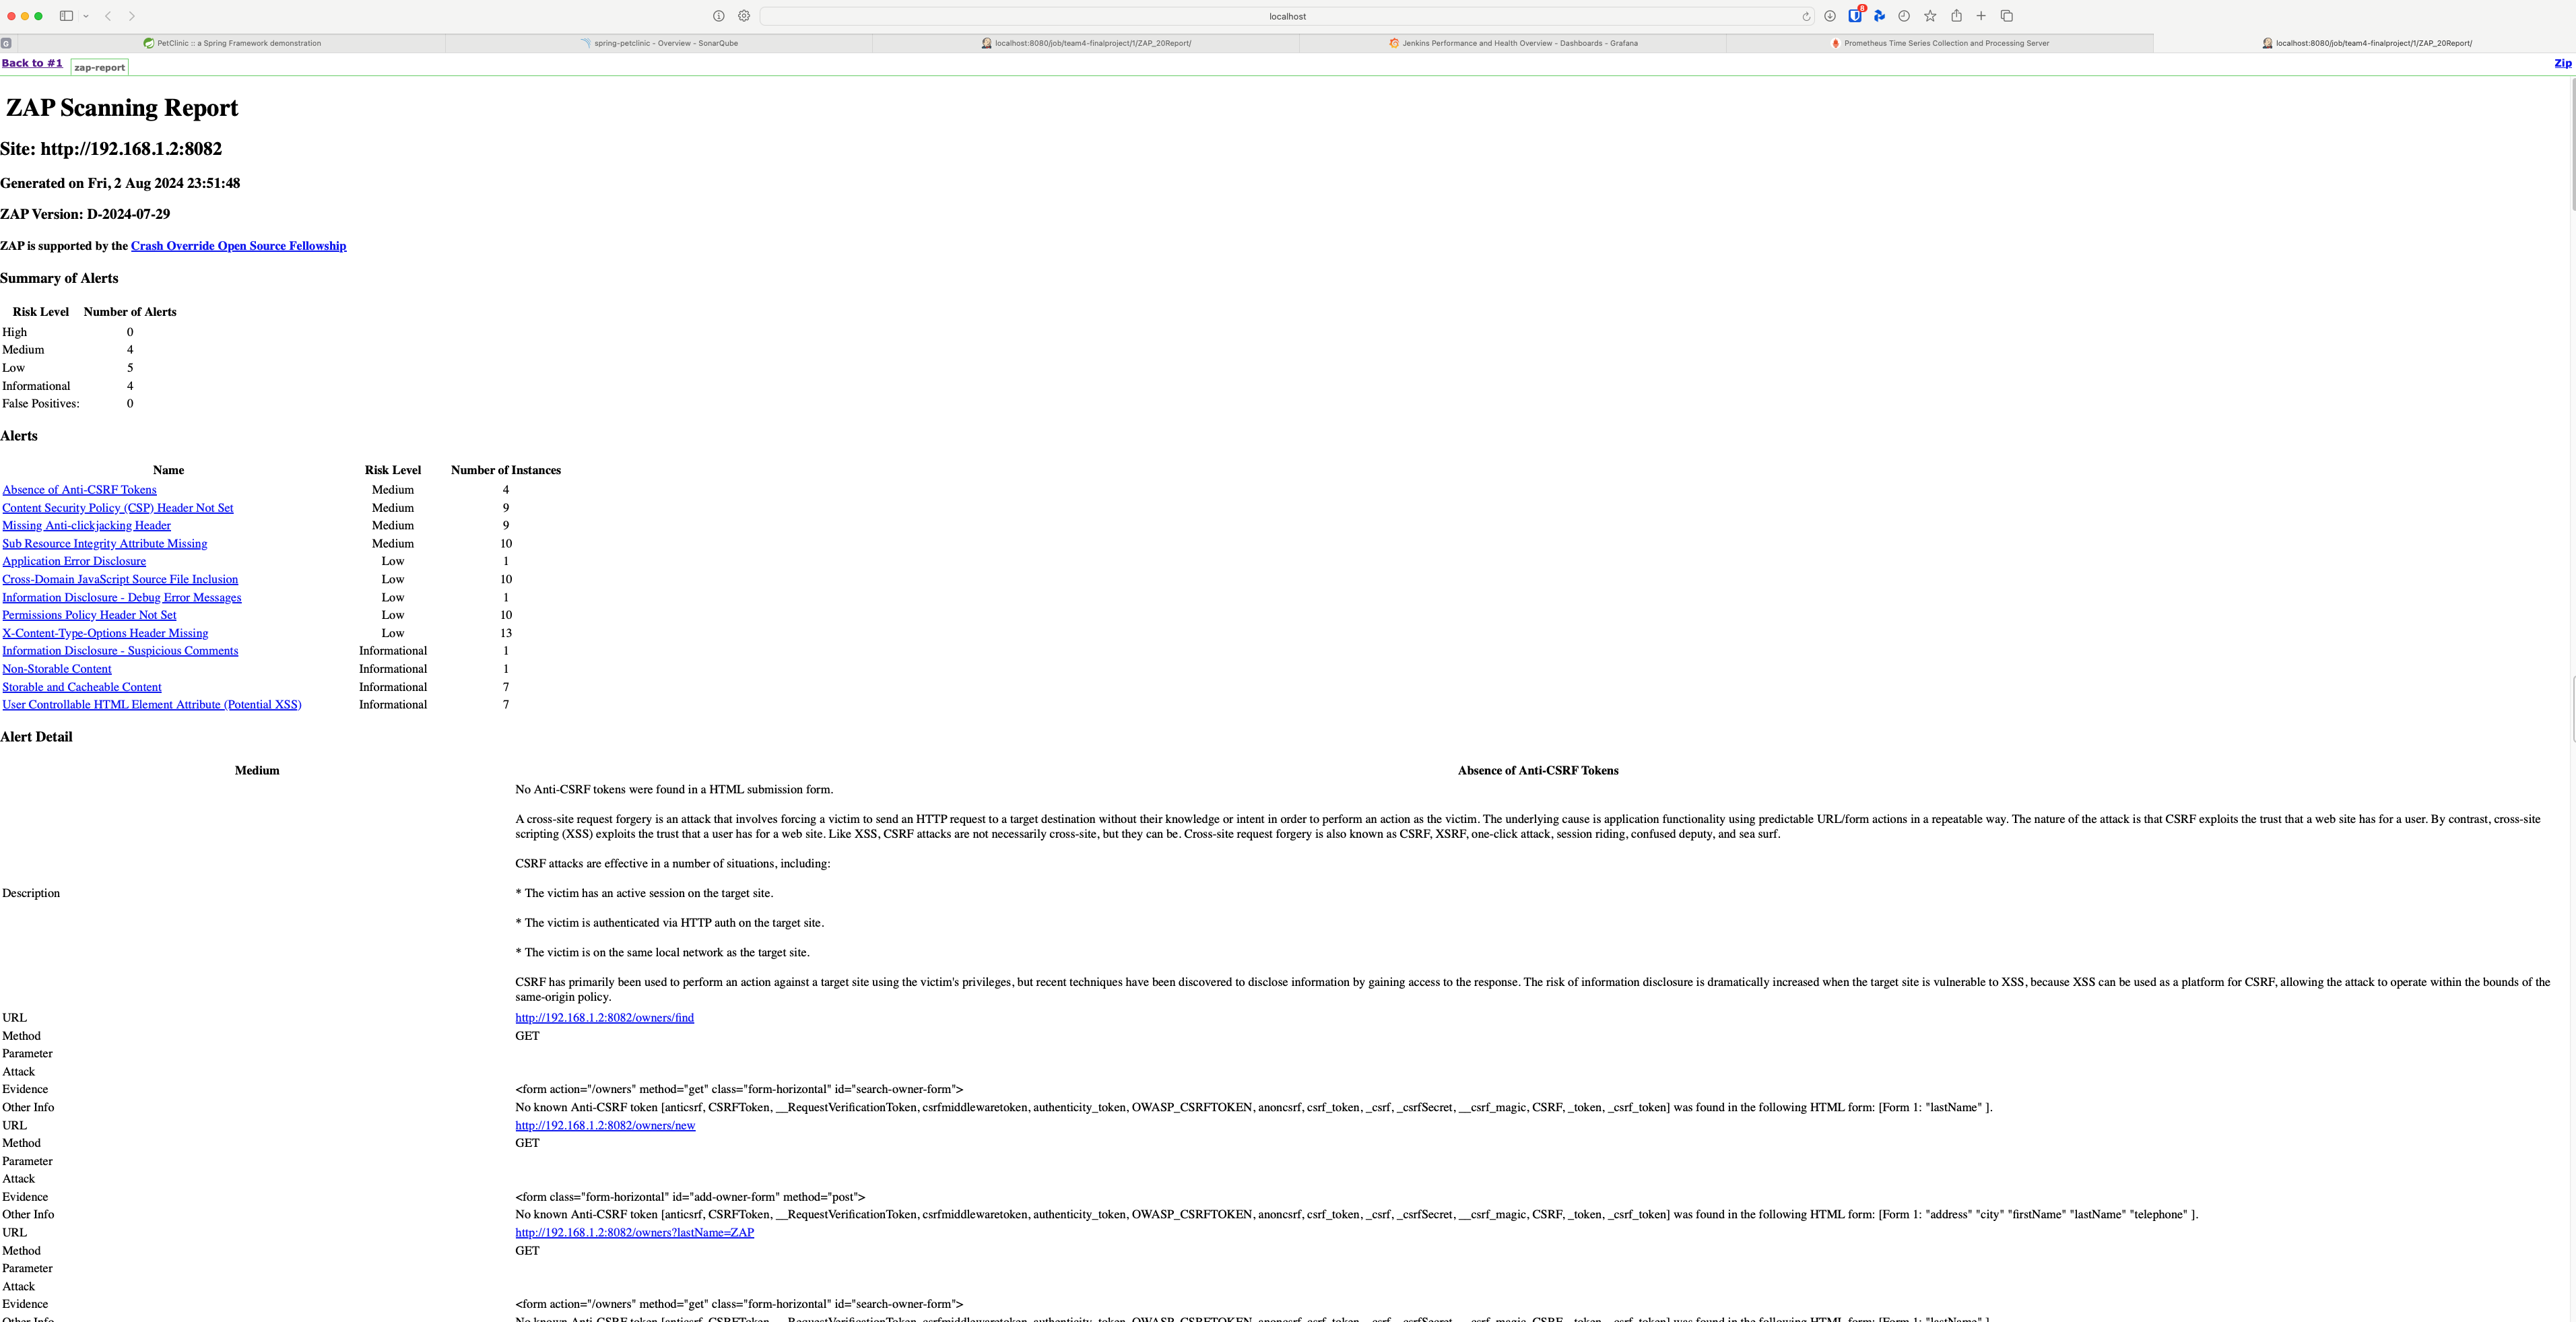 localhost
8
G
PetClinic :: a Spring Framework demonstration
spring-petclinic - Overview - SonarQube
localhost:8080/job/team4-finalproject/1/ZAP_20Report/
Jenkins Performance and Health Overview - Dashboards - Grafana
Prometheus Time Series Collection and Processing Server
localhost:8080/job/team4-finalproject/1/ZAP_20Report/
Back to #1 zap-report Zip
ZAP Scanning Report
Site: http://192.168.1.2:8082
Generated on Fri, 2 Aug 2024 23:51:48
ZAP Version: D-2024-07-29
ZAP is supported by the Crash Override Open Source Fellowship
Summary of Alerts
Risk Level Number of Alerts
High 0
Medium 4
Low 5
Informational 4
False Positives: 0
Alerts
Name Risk Level Number of Instances
Absence of Anti-CSRF Tokens Medium 4
Content Security Policy (CSP) Header Not Set Medium 9
Missing Anti-clickjacking Header Medium 9
Sub Resource Integrity Attribute Missing Medium 10
Application Error Disclosure Low 1
Cross-Domain JavaScript Source File Inclusion Low 10
Information Disclosure - Debug Error Messages Low 1
Permissions Policy Header Not Set Low 10
X-Content-Type-Options Header Missing Low 13
Information Disclosure - Suspicious Comments Informational 1
Non-Storable Content Informational 1
Storable and Cacheable Content Informational 7
User Controllable HTML Element Attribute (Potential XSS) Informational 7
Alert Detail
Medium Absence of Anti-CSRF Tokens
No Anti-CSRF tokens were found in a HTML submission form.
A cross-site request forgery is an attack that involves forcing a victim to send an HTTP request to a target destination without their knowledge or intent in order to perform an action as the victim. The underlying cause is application functionality using predictable URL/form actions in a repeatable way. The nature of the attack is that CSRF exploits the trust that a web site has for a user. By contrast, cross-site
scripting (XSS) exploits the trust that a user has for a web site. Like XSS, CSRF attacks are not necessarily cross-site, but they can be. Cross-site request forgery is also known as CSRF, XSRF, one-click attack, session riding, confused deputy, and sea surf.
CSRF attacks are effective in a number of situations, including:
Description * The victim has an active session on the target site.
* The victim is authenticated via HTTP auth on the target site.
* The victim is on the same local network as the target site.
CSRF has primarily been used to perform an action against a target site using the victim's privileges, but recent techniques have been discovered to disclose information by gaining access to the response. The risk of information disclosure is dramatically increased when the target site is vulnerable to XSS, because XSS can be used as a platform for CSRF, allowing the attack to operate within the bounds of the
same-origin policy.
URL http://192.168.1.2:8082/owners/find
Method GET
Parameter
Attack
Evidence <form action="/owners" method="get" class="form-horizontal" id="search-owner-form">
Other Info No known Anti-CSRF token [anticsrf, CSRFToken, __RequestVerificationToken, csrfmiddlewaretoken, authenticity_token, OWASP_CSRFTOKEN, anoncsrf, csrf_token, _csrf, _csrfSecret, __csrf_magic, CSRF, _token, _csrf_token] was found in the following HTML form: [Form 1: "lastName" ].
URL http://192.168.1.2:8082/owners/new
Method GET
Parameter
Attack
Evidence <form class="form-horizontal" id="add-owner-form" method="post">
Other Info No known Anti-CSRF token [anticsrf, CSRFToken, __RequestVerificationToken, csrfmiddlewaretoken, authenticity_token, OWASP_CSRFTOKEN, anoncsrf, csrf_token, _csrf, _csrfSecret, __csrf_magic, CSRF, _token, _csrf_token] was found in the following HTML form: [Form 1: "address" "city" "firstName" "lastName" "telephone" ].
URL http://192.168.1.2:8082/owners?lastName=ZAP
Method GET
Parameter
Attack
Evidence <form action="/owners" method="get" class="form-horizontal" id="search-owner-form">
Other Info No known Anti-CSRF token [anticsrf, CSRFToken, __RequestVerificationToken, csrfmiddlewaretoken, authenticity_token, OWASP_CSRFTOKEN, anoncsrf, csrf_token, _csrf, _csrfSecret, __csrf_magic, CSRF, _token, _csrf_token] was found in the following HTML form: [Form 1: "lastName" ].